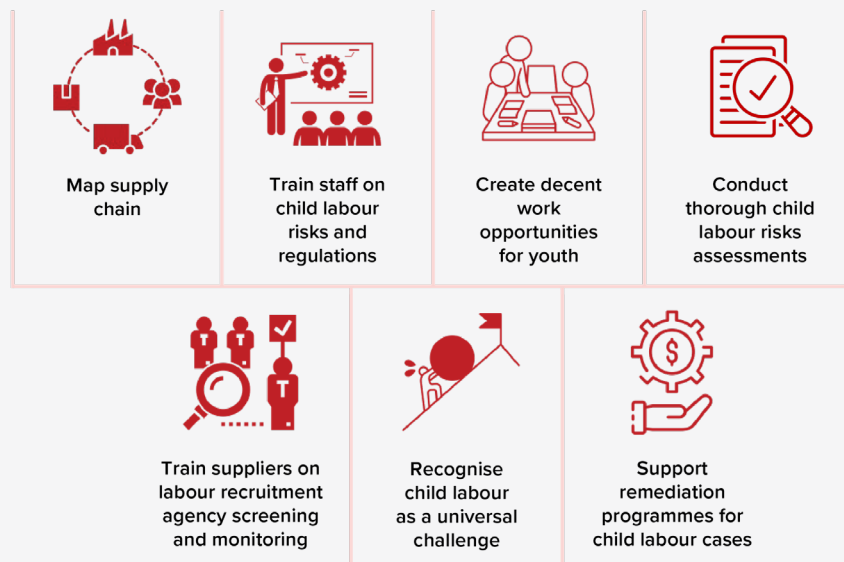 Map supply
chain
Train staff on
child labour
risks and
regulations
Create decent
work
opportunities
for youth
Conduct
thorough child
labour risks
assessments
Train suppliers on
labour recruitment
agency screening
and monitoring
Recognise
child labour
as a universal
challenge
Support
remediation
programmes for
child labour cases